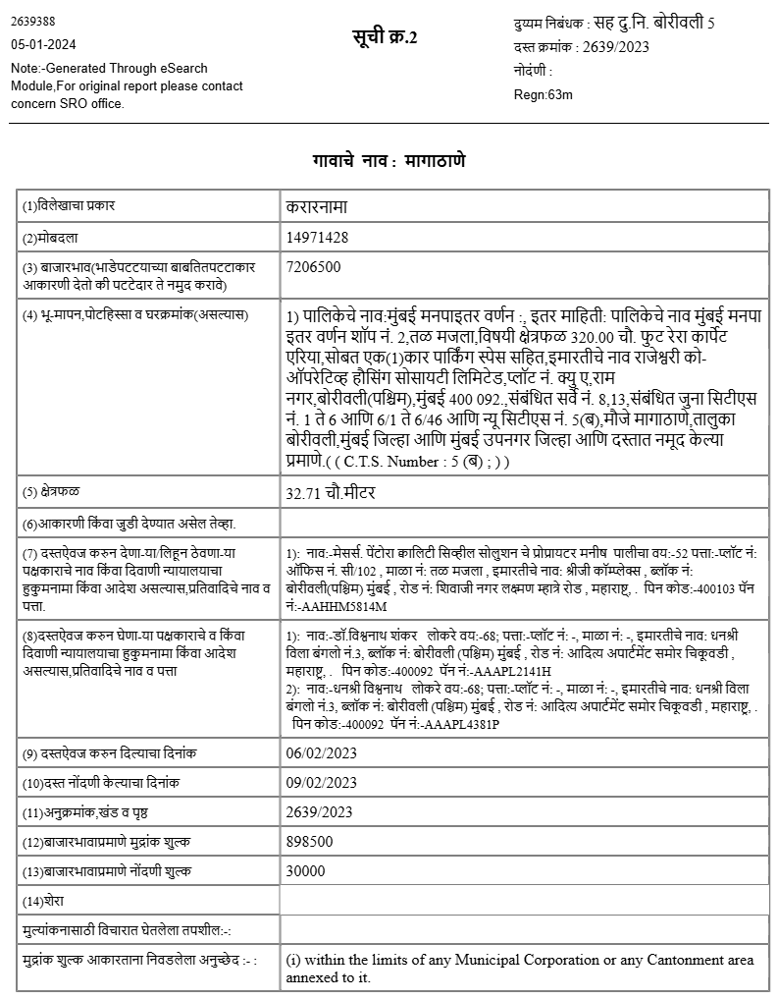 2639388
05-01-2024
Note:-Generated Through eSearch
Module,For original report please contact
concern SRO office.
सूची क्र.2
दुय्यम निबंधक : सह दु.नि. बोरीवली 5
दस्त क्रमांक : 2639/2023
नोदंणी :
Regn:63m
गावाचे नाव : मागाठाणे
(1)विलेखाचा प्रकार
करारनामा
(2)मोबदला
14971428
(3) बाजारभाव(भाडेपटटयाच्या बाबतितपटटाकार
आकारणी देतो की पटटेदार ते नमुद करावे)
7206500
(4) भू-मापन,पोटहिस्सा व घरक्रमांक(असल्यास)
1) पालिकेचे नाव:मुंबई मनपाइतर वर्णन :, इतर माहिती: पालिकेचे नाव मुंबई मनपा
इतर वर्णन शॉप नं. 2,तळ मजला,विषयी क्षेत्रफळ 320.00 चौ. फुट रेरा कार्पेट
एरिया,सोबत एक(1)कार पार्किंग स्पेस सहित,इमारतीचे नाव राजेश्वरी को-
ऑपरेटिव्ह हौसिंग सोसायटी लिमिटेड,प्लॉट नं. क्यु ए,राम
नगर,बोरीवली(पश्चिम),मुंबई 400 092.,संबंधित सर्वे नं. 8,13,संबंधित जुना सिटीएस
नं. 1 ते 6 आणि 6/1 ते 6/46 आणि न्यू सिटीएस नं. 5(ब),मौजे मागाठाणे,तालुका
बोरीवली,मुंबई जिल्हा आणि मुंबई उपनगर जिल्हा आणि दस्तात नमूद केल्या
प्रमाणे.( ( C.T.S. Number : 5 (ब) ; ) )
(5) क्षेत्रफळ
32.71 चौ.मीटर
(6)आकारणी किंवा जुडी देण्यात असेल तेव्हा.
(7) दस्तऐवज करुन देणा-या/लिहून ठेवणा-या
पक्षकाराचे नाव किंवा दिवाणी न्यायालयाचा
हुकुमनामा किंवा आदेश असल्यास,प्रतिवादिचे नाव व
पत्ता.
1): नाव:-मेसर्स. पेंटोरा क्वालिटी सिव्हील सोलुशन चे प्रोप्रायटर मनीष पालीचा वय:-52 पत्ता:-प्लॉट नं:
ऑफिस नं. सी/102 , माळा नं: तळ मजला , इमारतीचे नाव: श्रीजी कॉम्प्लेक्स , ब्लॉक नं:
बोरीवली(पश्चिम) मुंबई , रोड नं: शिवाजी नगर लक्ष्मण म्हात्रे रोड , महाराष्ट्र, . पिन कोड:-400103 पॅन
नं:-AAHHM5814M
(8)दस्तऐवज करुन घेणा-या पक्षकाराचे व किंवा
दिवाणी न्यायालयाचा हुकुमनामा किंवा आदेश
असल्यास,प्रतिवादिचे नाव व पत्ता
1): नाव:-डॉ.विश्वनाथ शंकर लोकरे वय:-68; पत्ता:-प्लॉट नं: -, माळा नं: -, इमारतीचे नाव: धनश्री
विला बंगलो नं.3, ब्लॉक नं: बोरीवली (पश्चिम) मुंबई , रोड नं: आदित्य अपार्टमेंट समोर चिकूवडी ,
महाराष्ट्र, . पिन कोड:-400092 पॅन नं:-AAAPL2141H
2): नाव:-धनश्री विश्वनाथ लोकरे वय:-68; पत्ता:-प्लॉट नं: -, माळा नं: -, इमारतीचे नाव: धनश्री विला
बंगलो नं.3, ब्लॉक नं: बोरीवली (पश्चिम) मुंबई , रोड नं: आदित्य अपार्टमेंट समोर चिकूवडी , महाराष्ट्र, .
पिन कोड:-400092 पॅन नं:-AAAPL4381P
(9) दस्तऐवज करुन दिल्याचा दिनांक
06/02/2023
(10)दस्त नोंदणी केल्याचा दिनांक
09/02/2023
(11)अनुक्रमांक,खंड व पृष्ठ
2639/2023
(12)बाजारभावाप्रमाणे मुद्रांक शुल्क
898500
(13)बाजारभावाप्रमाणे नोंदणी शुल्क
30000
(14)शेरा
मुल्यांकनासाठी विचारात घेतलेला तपशील:-:
मुद्रांक शुल्क आकारताना निवडलेला अनुच्छेद :- :
(i) within the limits of any Municipal Corporation or any Cantonment area
annexed to it.